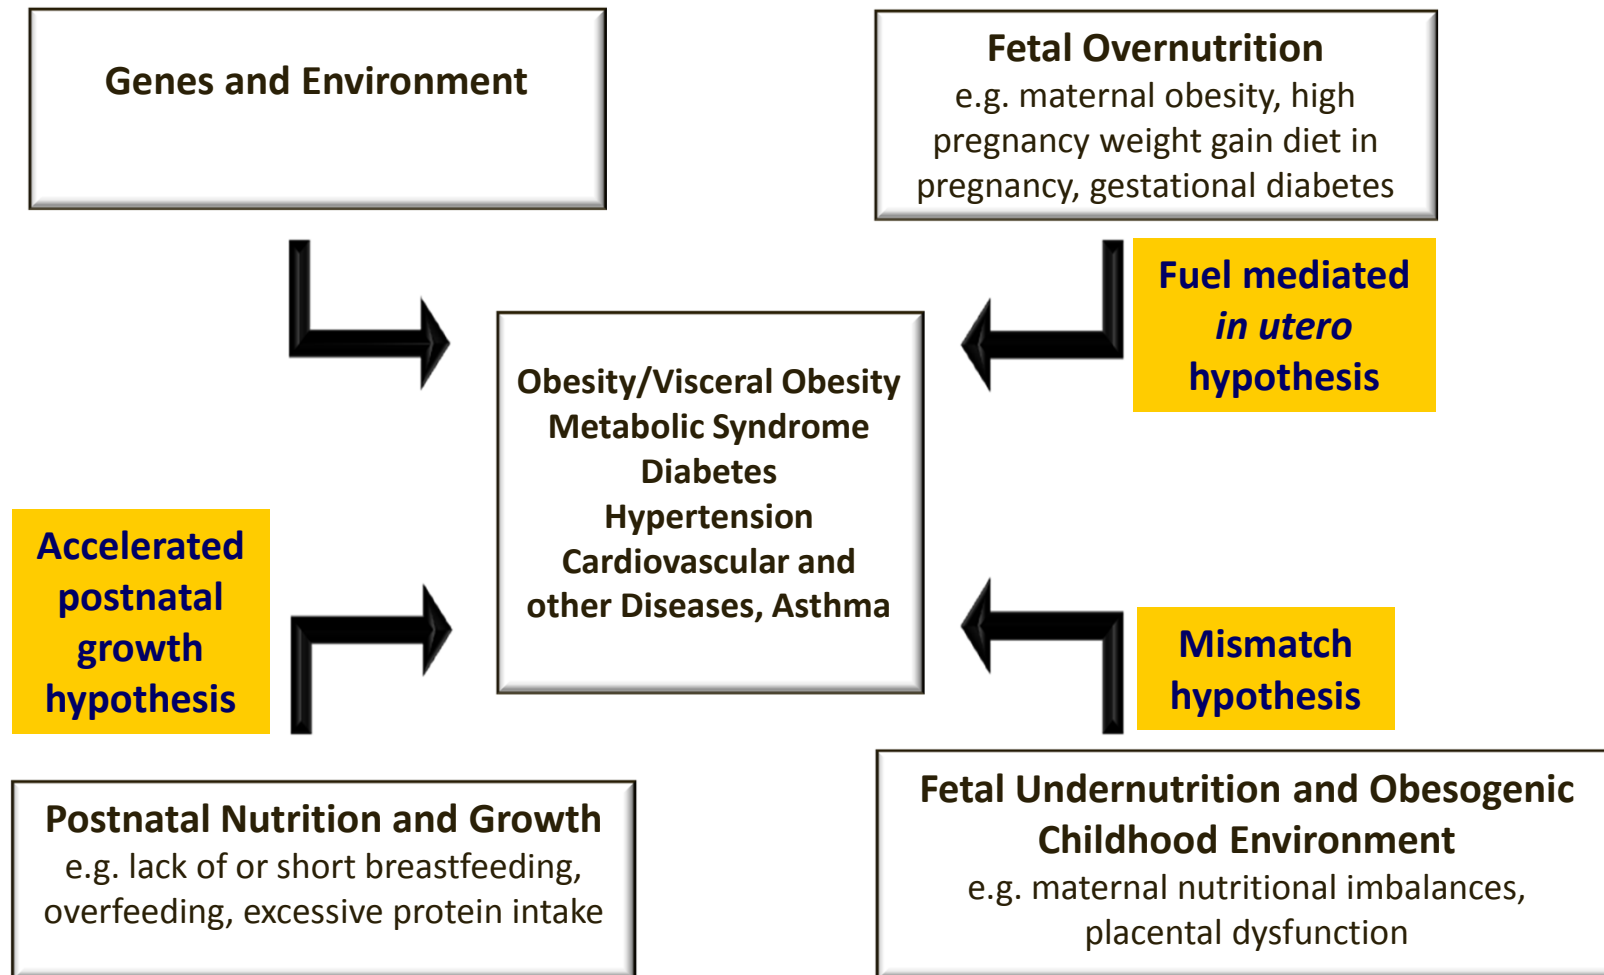 Genes and Environment
Fetal Overnutrition
e.g. maternal obesity, high
pregnancy weight gain diet in
pregnancy, gestational diabetes
Fuel mediated
in utero
hypothesis
Obesity/Visceral Obesity
Metabolic Syndrome
Diabetes
Hypertension
Cardiovascular and
other Diseases, Asthma
Accelerated
postnatal
growth
hypothesis
Mismatch
hypothesis
Postnatal Nutrition and Growth
e.g. lack of or short breastfeeding,
overfeeding, excessive protein intake
Fetal Undernutrition and Obesogenic
Childhood Environment
e.g. maternal nutritional imbalances,
placental dysfunction